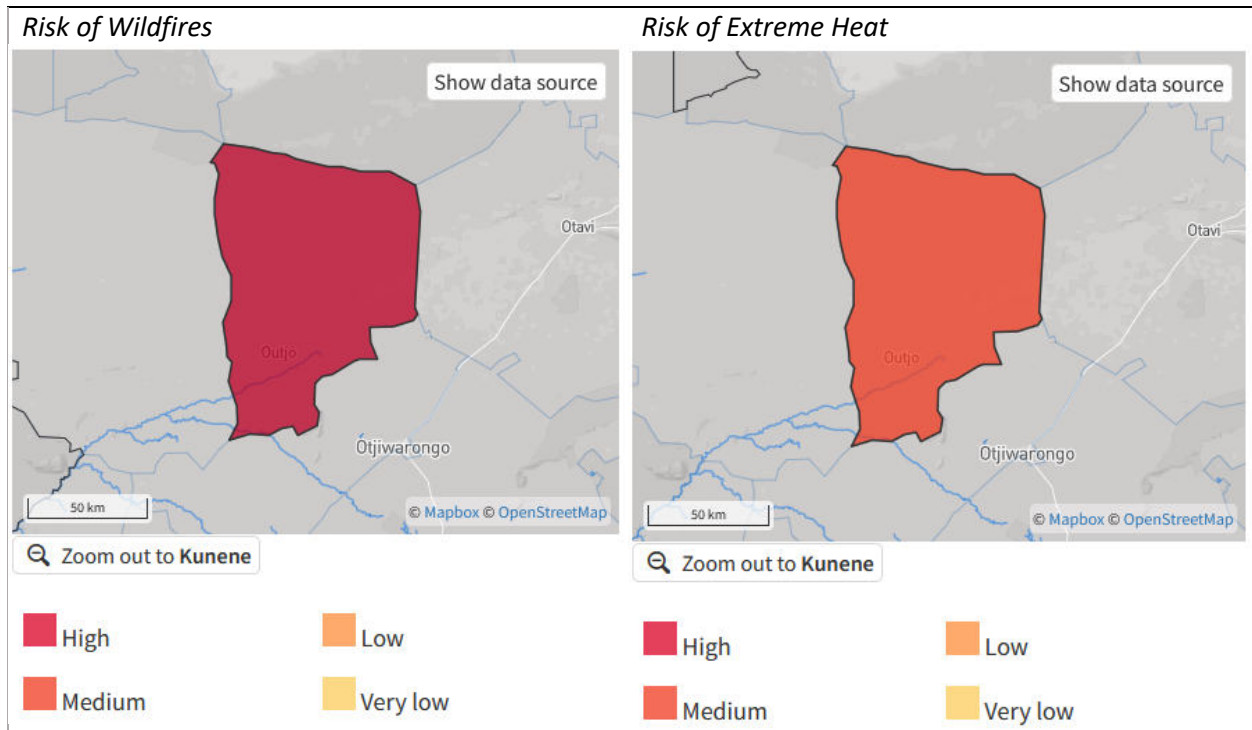 Risk of Wildfires
Show data source
Otavi
Outjo
Otjiwarongo
50 km
© Mapbox © OpenStreetMap
Zoom out to Kunene
High
Low
Medium
Very low
Risk of Extreme Heat
Show data source
Otavi
Outjo
Otjiwarongo
50 km
© Mapbox © OpenStreetMap
Zoom out to Kunene
High
Low
Medium
Very low